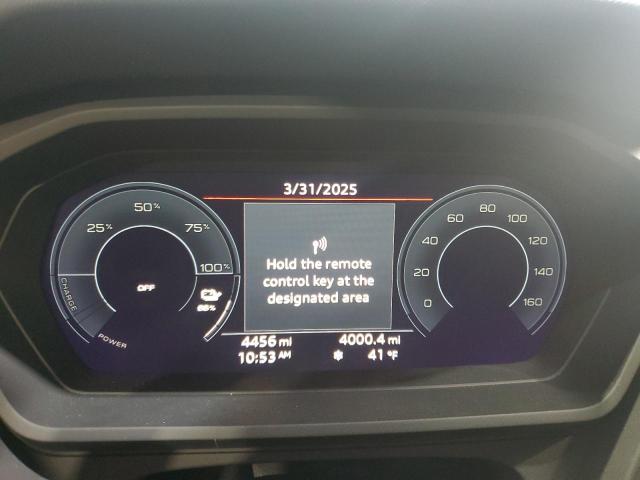 3/31/2025
50%
25%
75%
100%
OFF
CHARGE
POWER
Hold the remote
control key at the
designated area
80
60
100
40
120
20
140
0
160
4456 mi
4000.4 mi
10:53 AM
41 °F